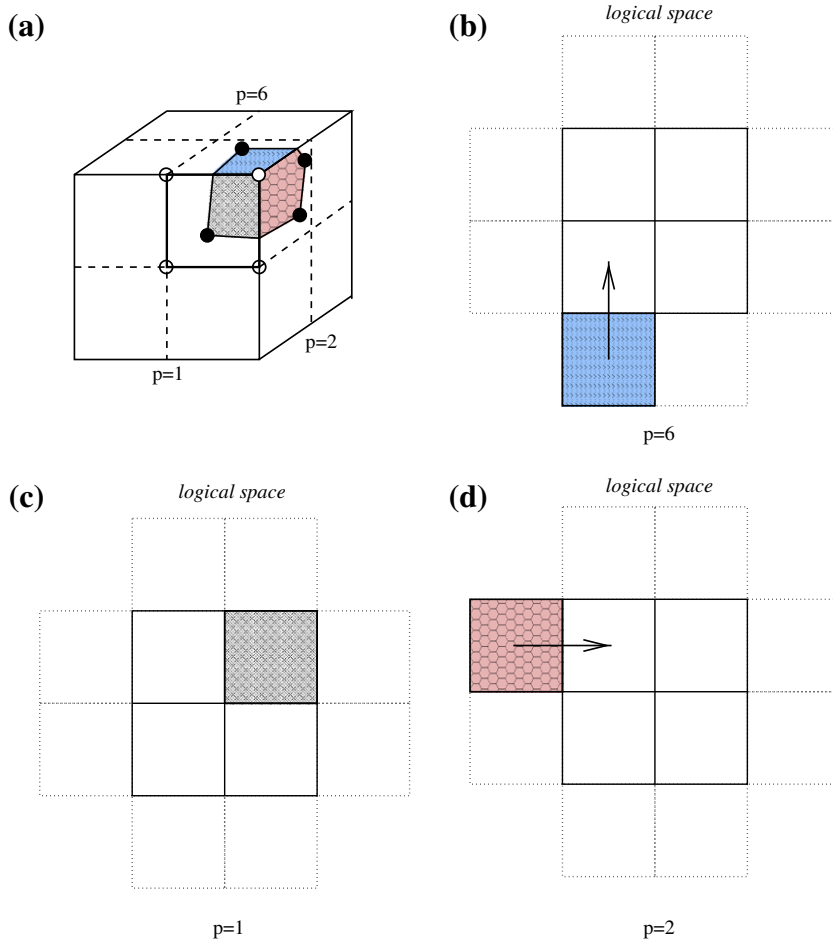 (a)
p=6
p=1
p=2
(b)
logical space
p=6
(c)
logical space
p=1
(d)
logical space
p=2